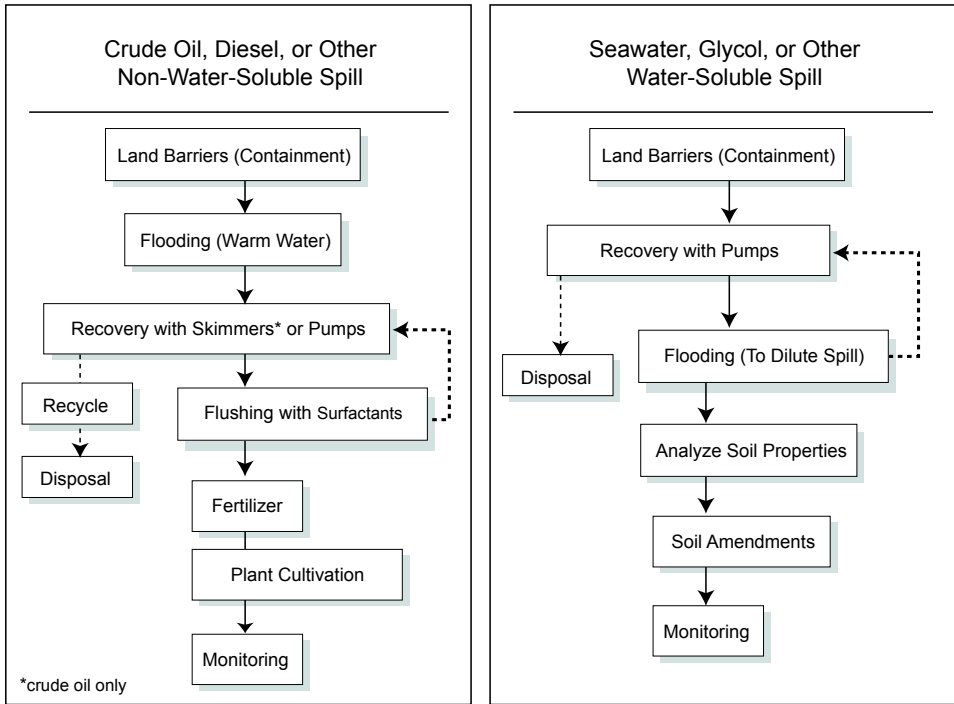 Crude Oil, Diesel, or Other
Non-Water-Soluble Spill
Land Barriers (Containment)
Flooding (Warm Water)
Recovery with Skimmers* or Pumps
Recycle
Flushing with Surfactants
Disposal
Fertilizer
Plant Cultivation
Monitoring
*crude oil only
Seawater, Glycol, or Other
Water-Soluble Spill
Land Barriers (Containment)
Recovery with Pumps
Disposal
Flooding (To Dilute Spill)
Analyze Soil Properties
Soil Amendments
Monitoring